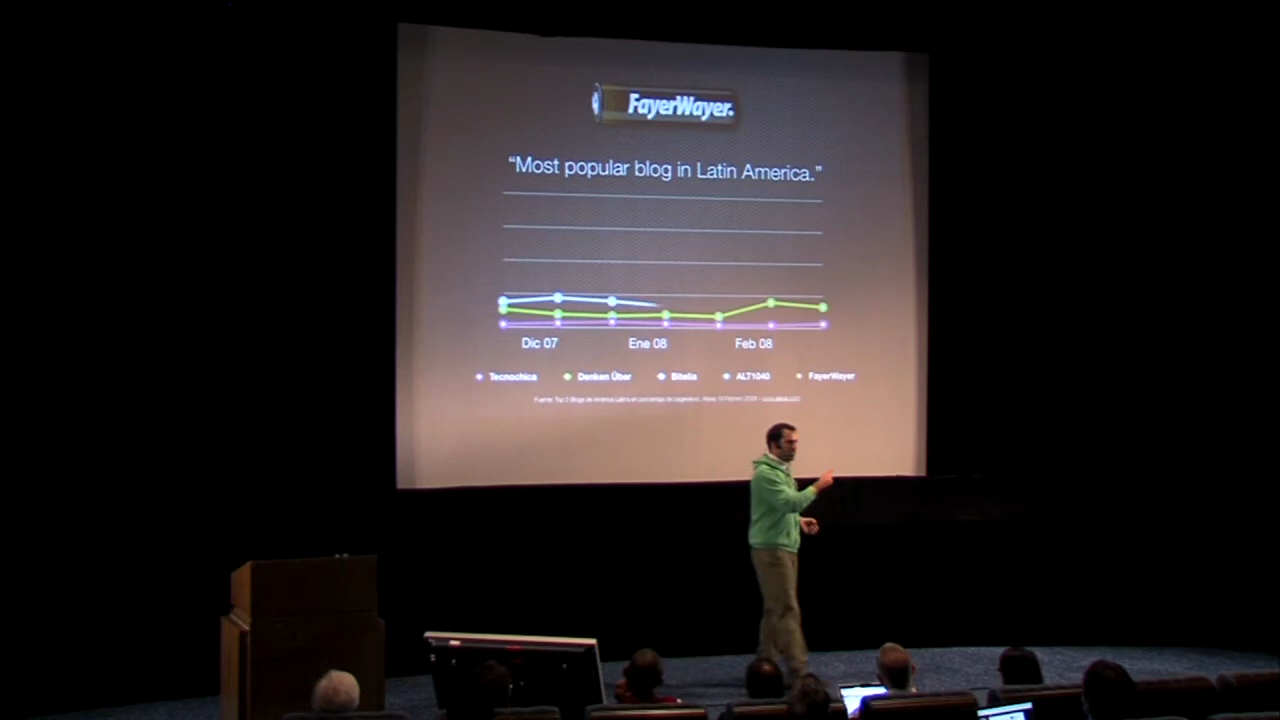 FayerWayer.
“Most popular blog in Latin America.”
Dic 07 Ene 08 Feb 08
Tecnochica Denken Über Bitelia ALT1040 FayerWayer